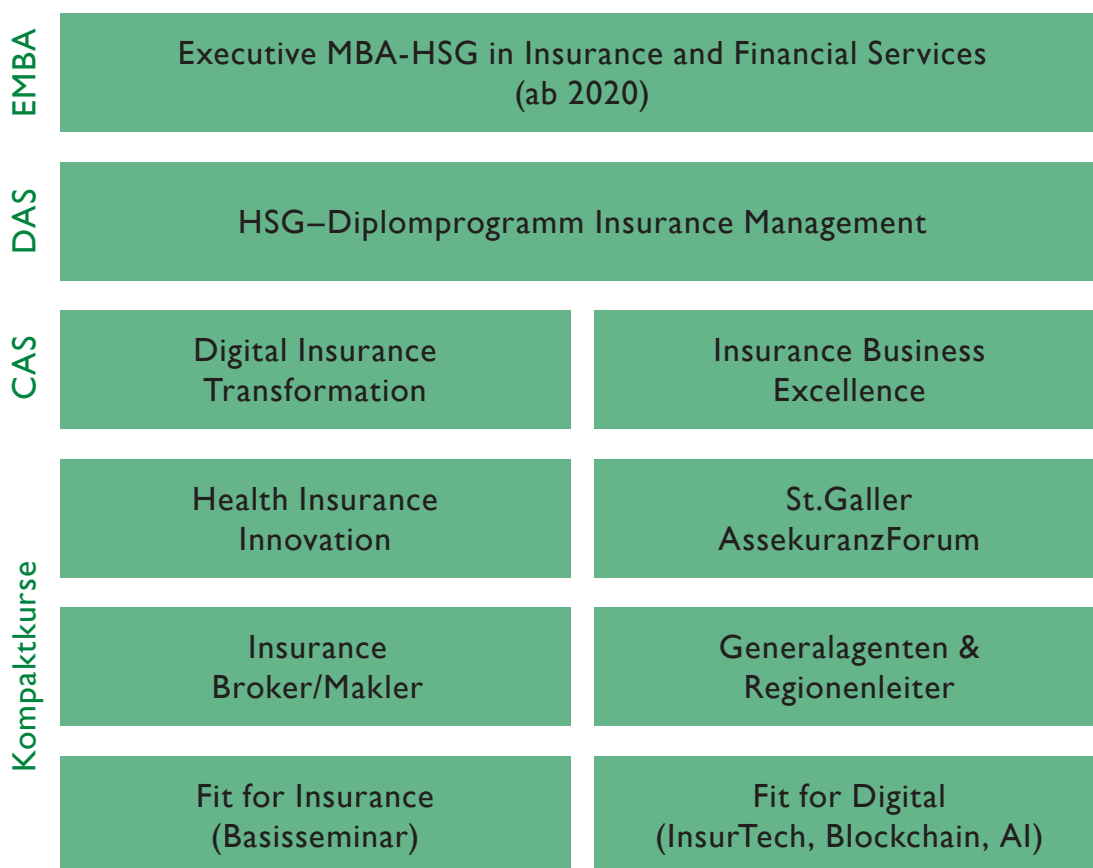 EMBA
Executive MBA-HSG in Insurance and Financial Services
(ab 2020)
DAS
HSG–Diplomprogramm Insurance Management
CAS
Digital Insurance
Transformation
Insurance Business
Excellence
Kompaktkurse
Health Insurance
Innovation
St.Galler
AssekuranzForum
Insurance
Broker/Makler
Generalagenten &
Regionenleiter
Fit for Insurance
(Basisseminar)
Fit for Digital
(InsurTech, Blockchain, AI)